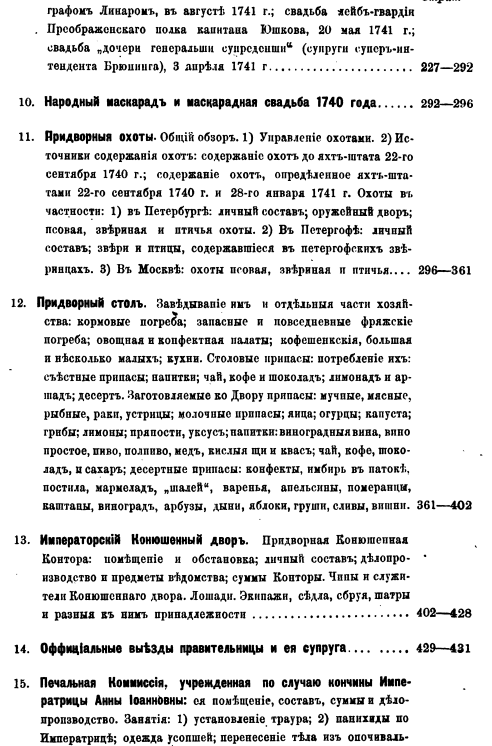 графомъ Линаромъ, въ августѣ 1741 г.; свадьба лейбъ-гвардіи
Преображенскаго полка капитана Юшкова, 20 мая 1741 г.;
свадьба „дочери генеральши супреденши“ (супруги суперъ-ин-
тендента Брюнинга), 3 апрѣля 1741 г. . . . . . . . . . . . 227—292
10. Народный маскарадъ и маскарадная свадьба 1740 года...... 292—296
11. Придворныя охоты. Общій обзоръ. 1) Управленіе охотами. 2) Ис-
точники содержанія охотъ: содержаніе охотъ до яхтъ-штата 22-го
сентября 1740 г.; содержаніе охотъ, опредѣленное яхтъ-шта-
тами 22-го сентября 1740 г. и 28-го января 1741 г. Охоты въ
частности: 1) въ Петербургѣ: личный составъ; оружейный дворъ;
псовая, звѣриная и птичья охоты. 2) Въ Петергофѣ: личный
составъ; звѣри и птицы, содержавшіеся въ петергофскихъ звѣ-
ринцахъ. 3) Въ Москвѣ: охоты псовая, звѣриная и птичья.... 296—361
12. Придворный столъ. Завѣдываніе имъ и отдѣльныя части хозяй-
ства: кормовые погреба; запасные и повседневные фряжскіе
погреба; овощная и конфектная палаты; кофешенкскія, большая
и нѣсколько малыхъ; кухни. Столовые припасы: потребленіе ихъ:
съѣстные припасы; напитки; чай, кофе и шоколадъ; лимонадъ и ар-
шадъ; десертъ. Заготовляемые ко Двору припасы: мучные, мясные,
рыбные, раки, устрицы; молочные припасы; яица; огурцы; капуста;
грибы; лимоны; пряности, уксусъ; напитки: виноградныя вина, вино
простое, пиво, полпиво, медъ, кислыя щи и квасъ; чай, кофе, шоко-
ладъ, и сахаръ; десертные припасы: конфекты, имбирь въ патокѣ,
постила, мармеладъ, „шалей“, варенья, апельсины, померанцы,
каштаны, виноградъ, арбузы, дыни, яблоки, груши, сливы, вишни. 361—402
13. Императорскій Конюшенный дворъ. Придворная Конюшенная
Контора: помѣщеніе и обстановка; личный составъ; дѣлопро-
изводство и предметы вѣдомства; суммы Конторы. Чины и служи-
тели Конюшеннаго двора. Лошади. Экипажи, сѣдла, сбруя, шатры
и разныя къ нимъ принадлежности . . . . . . . . . . . . 402—428
14. Оффиціальные выѣзды правительницы и ея супруга......... 429—431
15. Печальная Коммиссія, учрежденная по случаю кончины Импе-
ратрицы Анны Іоанновны: ея помѣщеніе, составъ, суммы и дѣло-
производство. Занятія: 1) установленіе траура; 2) панихиды по
Императрицѣ; одежда усопшей; перенесеніе тѣла изъ опочиваль-